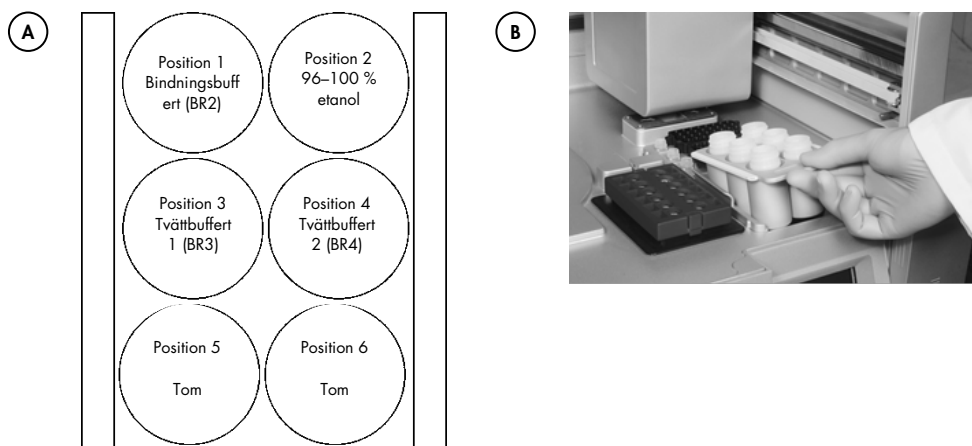 A
Position 1
Bindningsbuff
ert (BR2)
Position 2
96–100 %
etanol
Position 3
Tvättbuffert
1 (BR3)
Position 4
Tvättbuffert
2 (BR4)
Position 5
Tom
Position 6
Tom
B